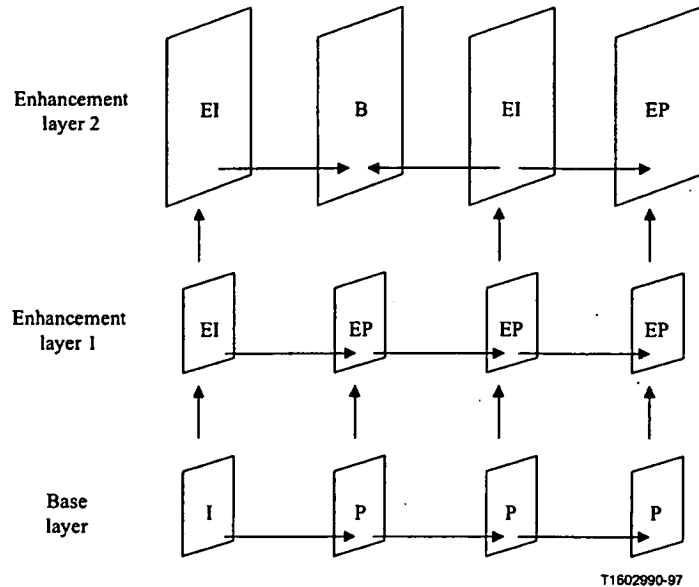 Enhancement
layer 2
EI
B
EI
EP
Enhancement
layer 1
EI
EP
EP
EP
Base
layer
I
P
P
P
T1602990-97